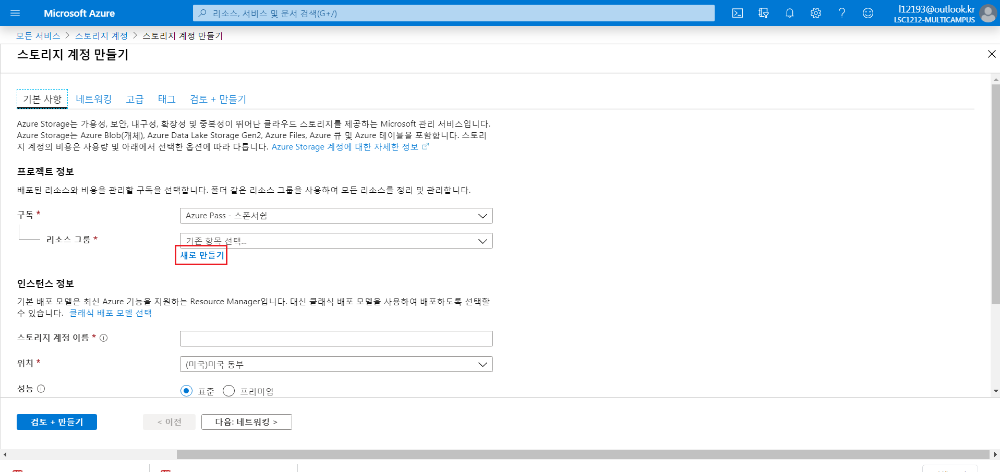 Microsoft Azure
리소스, 서비스 및 문서 검색(G+/)
l12193@outlook.kr
LSC1212-MULTICAMPUS
모든 서비스 > 스토리지 계정 > 스토리지 계정 만들기
스토리지 계정 만들기
기본 사항 네트워킹 고급 태그 검토 + 만들기
Azure Storage는 가용성, 보안, 내구성, 확장성 및 중복성이 뛰어난 클라우드 스토리지를 제공하는 Microsoft 관리 서비스입니다.
Azure Storage는 Azure Blob(개체), Azure Data Lake Storage Gen2, Azure Files, Azure 큐 및 Azure 테이블을 포함합니다. 스토리
지 계정의 비용은 사용량 및 아래에서 선택한 옵션에 따라 다릅니다. Azure Storage 계정에 대한 자세한 정보
프로젝트 정보
배포된 리소스와 비용을 관리할 구독을 선택합니다. 폴더 같은 리소스 그룹을 사용하여 모든 리소스를 정리 및 관리합니다.
구독 *
Azure Pass - 스폰서쉽
리소스 그룹 *
기존 항목 선택...
새로 만들기
인스턴스 정보
기본 배포 모델은 최신 Azure 기능을 지원하는 Resource Manager입니다. 대신 클래식 배포 모델을 사용하여 배포하도록 선택할
수 있습니다. 클래식 배포 모델 선택
스토리지 계정 이름 *
위치 *
(미국)미국 동부
성능
표준 프리미엄
검토 + 만들기
< 이전
다음: 네트워킹 >